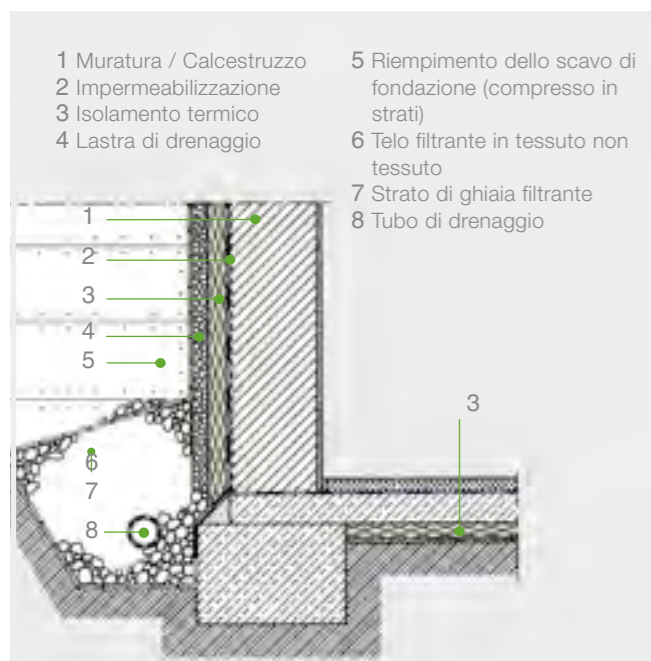 1 Muratura / Calcestruzzo
2 Impermeabilizzazione
3 Isolamento termico
4 Lastra di drenaggio
5 Riempimento dello scavo di
fondazione (compresso in
strati)
6 Telo filtrante in tessuto non
tessuto
7 Strato di ghiaia filtrante
8 Tubo di drenaggio
1
2
3
4
5
6
7
8
3